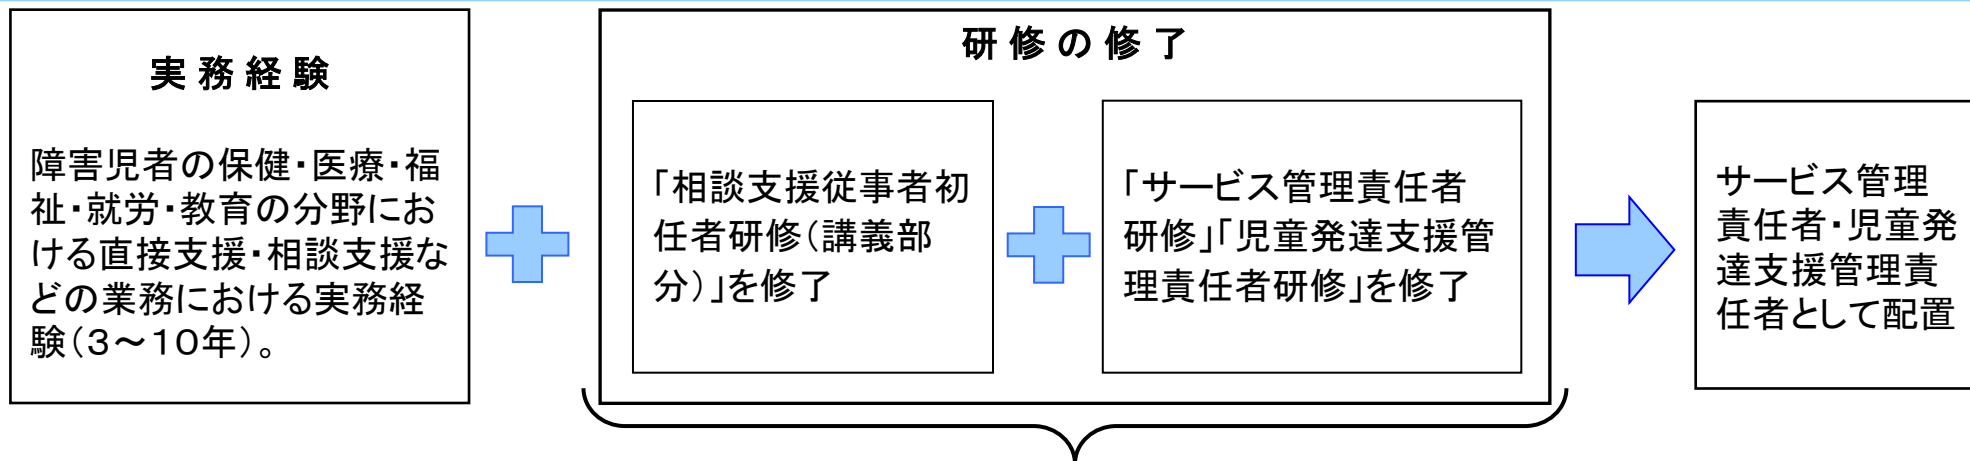 実務経験
障害児者の保健・医療・福
祉・就労・教育の分野にお
ける直接支援・相談支援な
どの業務における実務経
験(3～10年)。
研修の修了
「相談支援従事者初
任者研修(講義部
分)」を修了
「サービス管理責任者
研修」「児童発達支援管
理責任者研修」を修了
サービス管理
責任者・児童発
達支援管理責
任者として配置